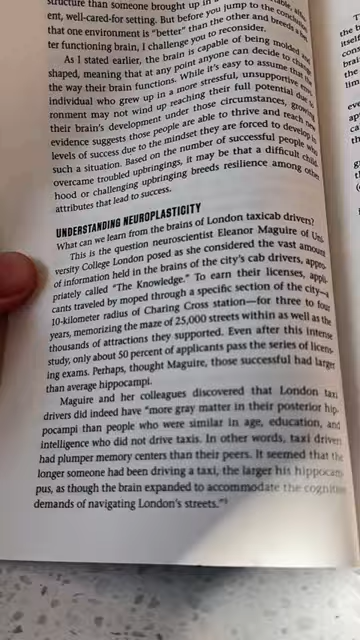 structure than someone brought up in a
ent, well-cared-for setting. But before you jump to the conclusion
that one environment is "better" than the other and breeds a bet-
ter functioning brain, I challenge you to reconsider.
As I stated earlier, the brain is capable of being molded and
shaped, meaning that at any point anyone can decide to change
the way their brain functions. While it's easy to assume that an
individual who grew up in a more stressful, unsupportive envi-
ronment may not wind up reaching their full potential due to
their brain's development under those circumstances, growing
evidence suggests those people are able to thrive and reach new
levels of success due to the mindset they are forced to develop in
such a situation. Based on the number of successful people who
overcame troubled upbringings, it may be that a difficult child-
hood or challenging upbringing breeds resilience among other
attributes that lead to success.
UNDERSTANDING NEUROPLASTICITY
What can we learn from the brains of London taxicab drivers?
This is the question neuroscientist Eleanor Maguire of Uni-
versity College London posed as she considered the vast amount
of information held in the brains of the city's cab drivers, appro-
priately called "The Knowledge." To earn their licenses, appli-
cants traveled by moped through a specific section of the city—a
10-kilometer radius of Charing Cross station—for three to four
years, memorizing the maze of 25,000 streets within as well as the
thousands of attractions they supported. Even after this intense
study, only about 50 percent of applicants pass the series of licens-
ing exams. Perhaps, thought Maguire, those successful had larger
than average hippocampi.
Maguire and her colleagues discovered that London taxi
drivers did indeed have "more gray matter in their posterior hip-
pocampi than people who were similar in age, education, and
intelligence who did not drive taxis. In other words, taxi drivers
had plumper memory centers than their peers. It seemed that the
longer someone had been driving a taxi, the larger his hippocam-
pus, as though the brain expanded to accommodate the cognitive
demands of navigating London's streets."